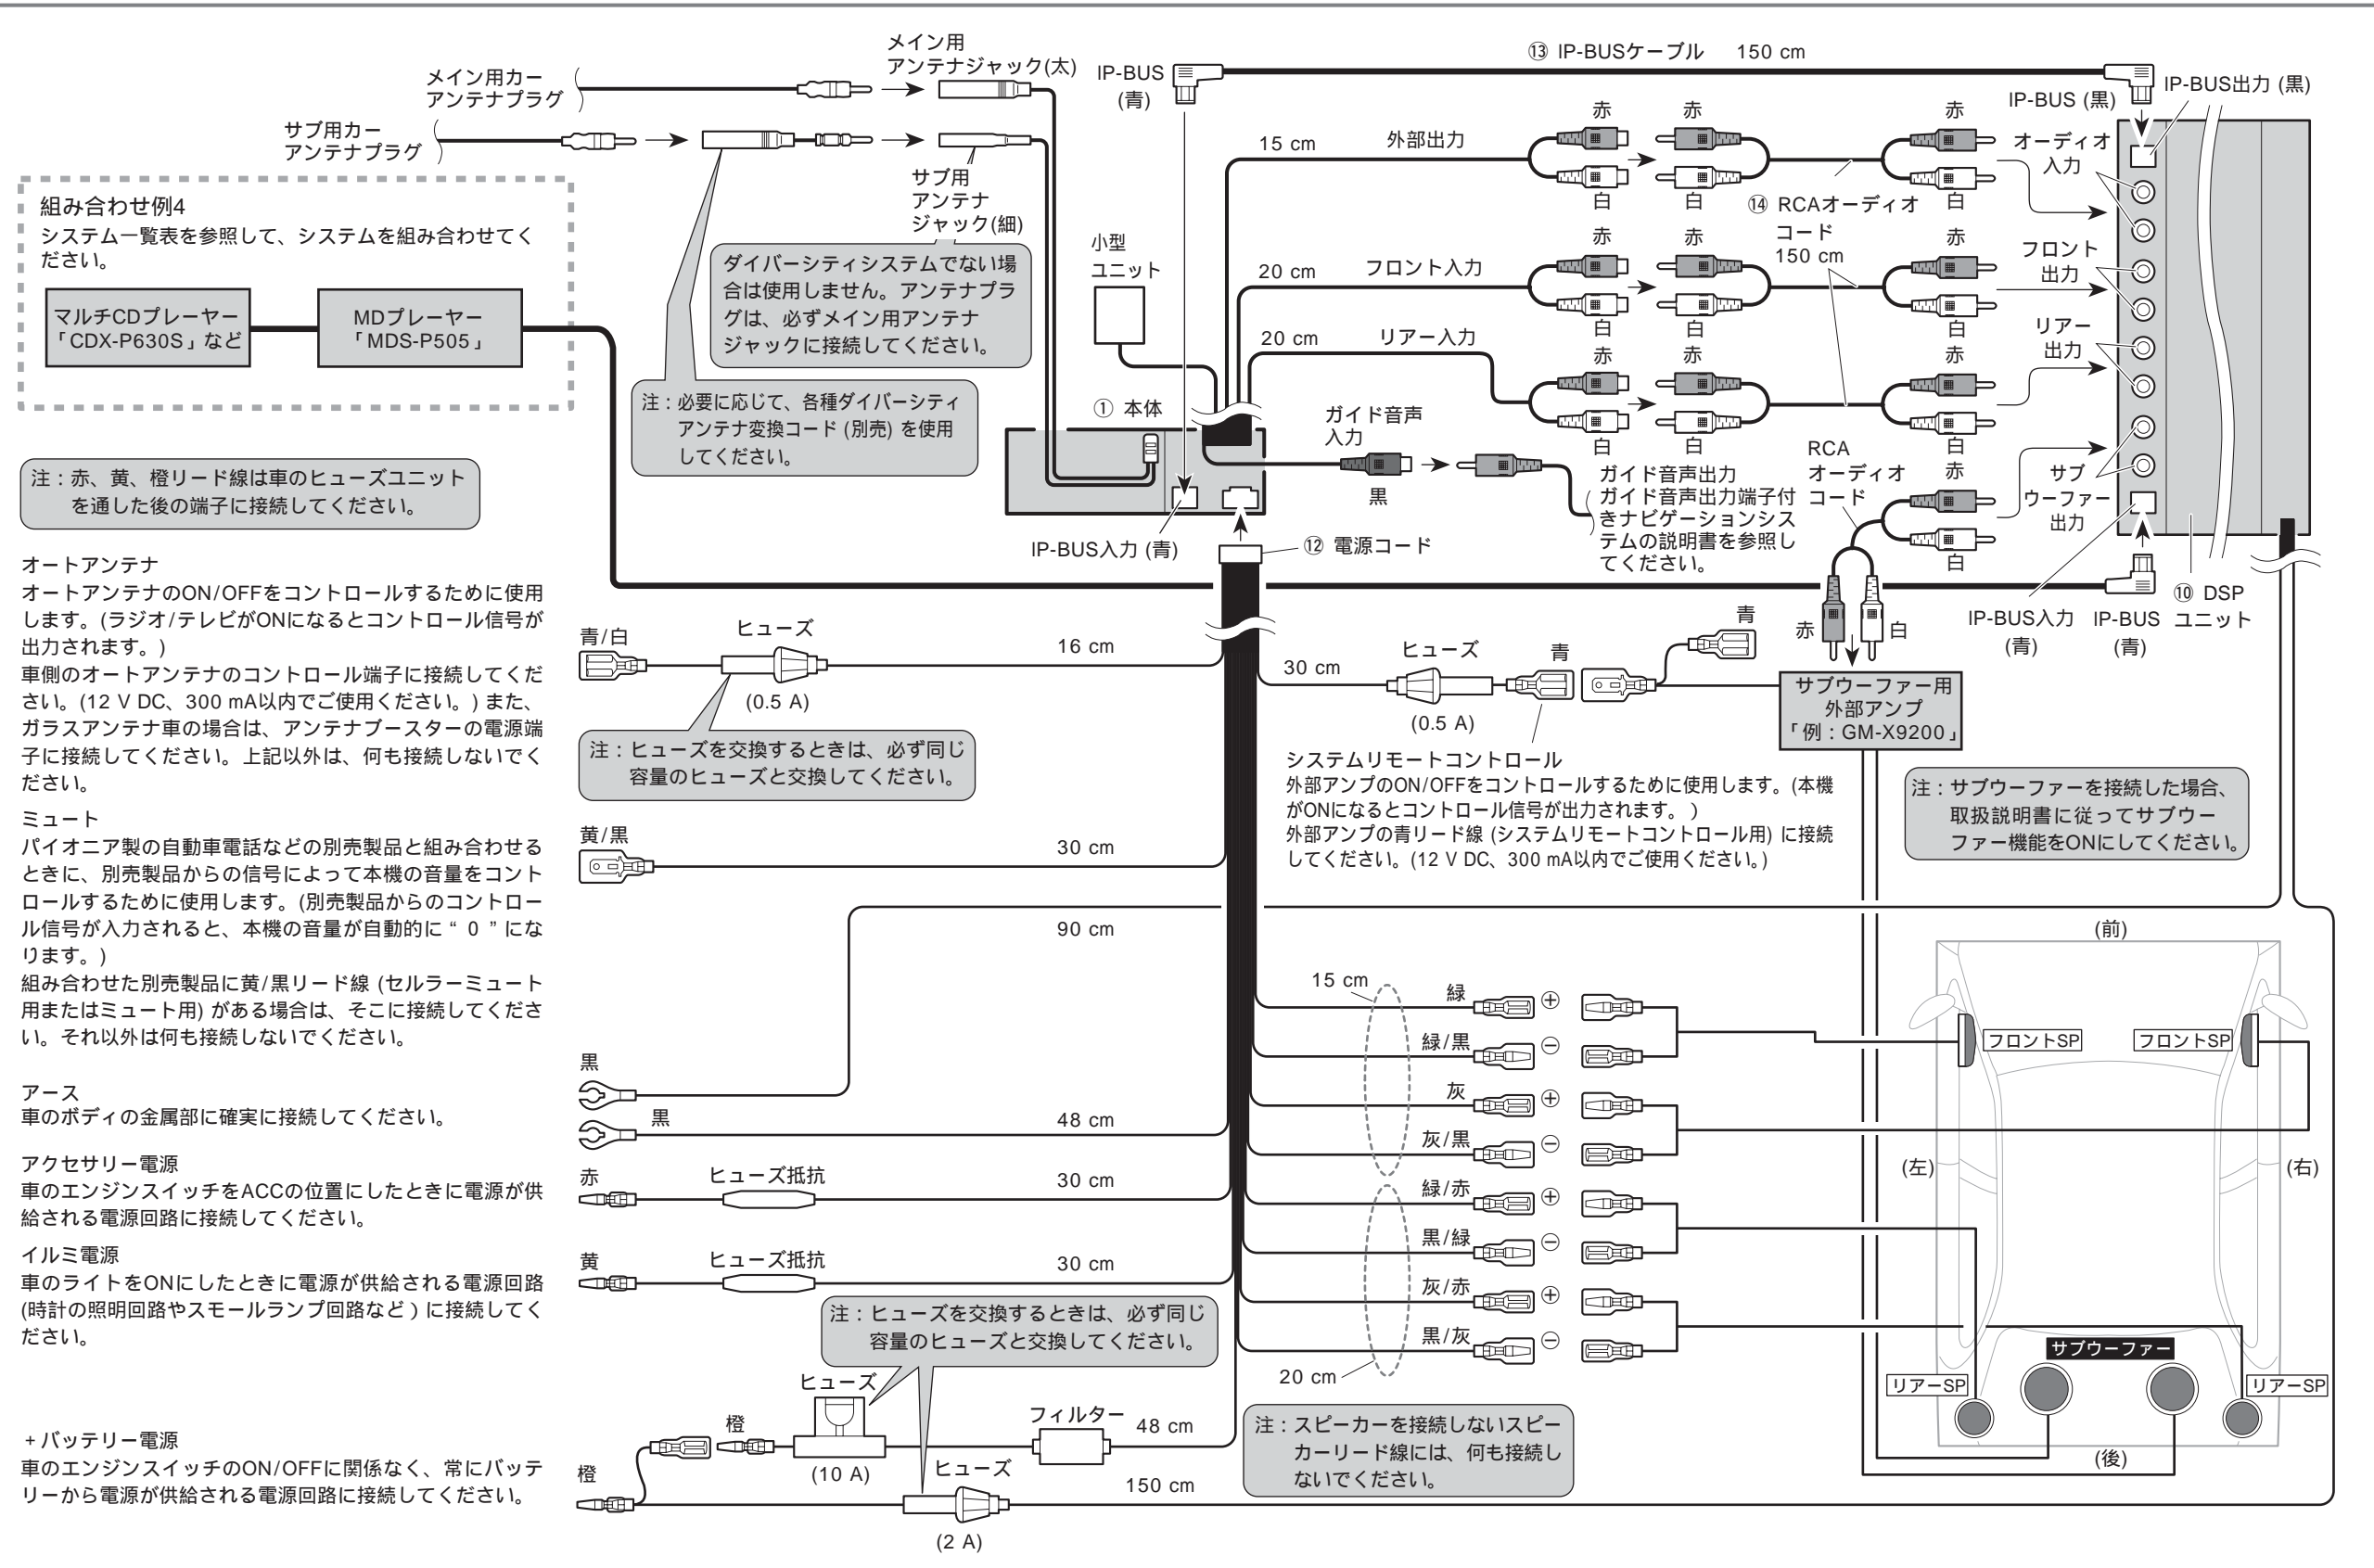 メイン用カー
アンテナプラグ
メイン用
アンテナジャック(太)
サブ用カー
アンテナプラグ
サブ用
アンテナ
ジャック(細)
IP-BUS
(青)
⑬ IP-BUSケーブル 150 cm
IP-BUS (黒)
IP-BUS出力 (黒)
組み合わせ例4
システム一覧表を参照して、システムを組み合わせてく
ださい。
マルチCDプレーヤー
「CDX-P630S」など
MDプレーヤー
「MDS-P505」
ダイバーシティシステムでない場
合は使用しません。アンテナプラ
グは、必ずメイン用アンテナ
ジャックに接続してください。
注：必要に応じて、各種ダイバーシティ
アンテナ変換コード (別売) を使用
してください。
小型
ユニット
① 本体
IP-BUS入力 (青)
15 cm 外部出力
赤 赤 赤
白 白 白
⑭ RCAオーディオ
コード
150 cm
20 cm フロント入力
赤 赤 赤
白 白
20 cm リアー入力
赤 赤 赤
白 白
オーディオ
入力
フロント
出力
リアー
出力
サブ
ウーファー
出力
ガイド音声
入力
黒
ガイド音声出力
ガイド音声出力端子付
きナビゲーションシス
テムの説明書を参照し
てください。
RCA
オーディオ
コード
赤
白
赤 白
⑫ 電源コード
IP-BUS入力
(青)
IP-BUS
(青)
⑩ DSP
ユニット
注：赤、黄、橙リード線は車のヒューズユニット
を通した後の端子に接続してください。
オートアンテナ
オートアンテナのON/OFFをコントロールするために使用
します。(ラジオ/テレビがONになるとコントロール信号が
出力されます。)
車側のオートアンテナのコントロール端子に接続してくだ
さい。(12 V DC、300 mA以内でご使用ください。) また、
ガラスアンテナ車の場合は、アンテナブースターの電源端
子に接続してください。上記以外は、何も接続しないでく
ださい。
ミュート
パイオニア製の自動車電話などの別売製品と組み合わせる
ときに、別売製品からの信号によって本機の音量をコント
ロールするために使用します。(別売製品からのコントロー
ル信号が入力されると、本機の音量が自動的に“ 0 ”にな
ります。)
組み合わせた別売製品に黄/黒リード線 (セルラーミュート
用またはミュート用) がある場合は、そこに接続してくださ
い。それ以外は何も接続しないでください。
アース
車のボディの金属部に確実に接続してください。
アクセサリー電源
車のエンジンスイッチをACCの位置にしたときに電源が供
給される電源回路に接続してください。
イルミ電源
車のライトをONにしたときに電源が供給される電源回路
(時計の照明回路やスモールランプ回路など ) に接続してく
ださい。
+バッテリー電源
車のエンジンスイッチのON/OFFに関係なく、常にバッテ
リーから電源が供給される電源回路に接続してください。
青/白
ヒューズ
16 cm
(0.5 A)
注：ヒューズを交換するときは、必ず同じ
容量のヒューズと交換してください。
黄/黒
30 cm
90 cm
黒
黒
48 cm
赤
ヒューズ抵抗
30 cm
黄
ヒューズ抵抗
30 cm
注：ヒューズを交換するときは、必ず同じ
容量のヒューズと交換してください。
ヒューズ
橙
フィルター
48 cm
(10 A)
橙
ヒューズ
150 cm
(2 A)
30 cm
ヒューズ
青
青
(0.5 A)
サブウーファー用
外部アンプ
「例：GM-X9200」
システムリモートコントロール
外部アンプのON/OFFをコントロールするために使用します。(本機
がONになるとコントロール信号が出力されます。 )
外部アンプの青リード線 (システムリモートコントロール用) に接続
してください。(12 V DC、300 mA以内でご使用ください。)
注：サブウーファーを接続した場合、
取扱説明書に従ってサブウー
ファー機能をONにしてください。
15 cm
緑 ⊕
緑/黒 ⊖
灰 ⊕
灰/黒 ⊖
緑/赤 ⊕
黒/緑 ⊖
灰/赤 ⊕
黒/灰 ⊖
20 cm
注：スピーカーを接続しないスピー
カーリード線には、何も接続し
ないでください。
(前)
フロントSP フロントSP
(左) (右)
サブウーファー
リアーSP リアーSP
(後)